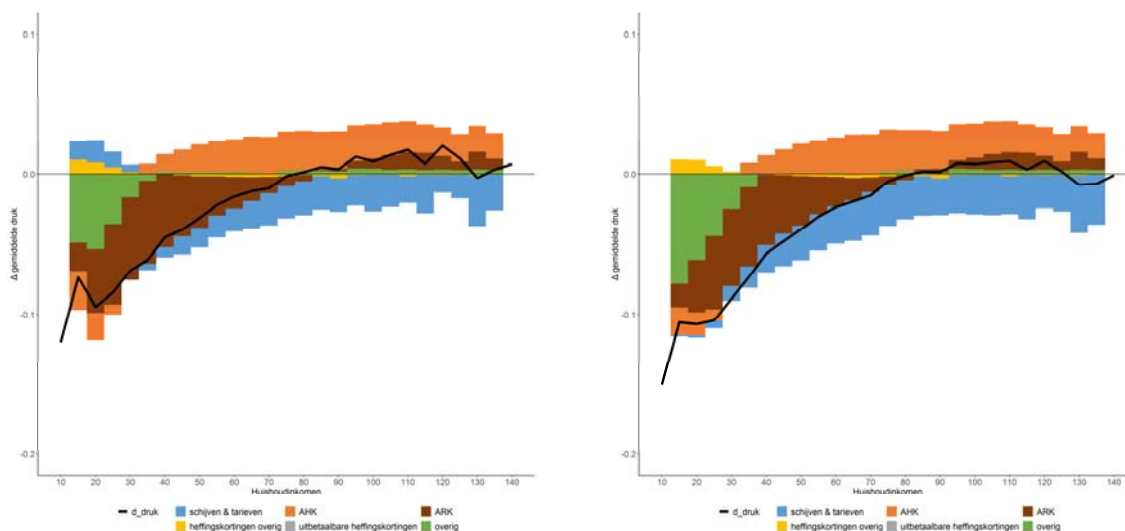 0.1
0.0
-0.1
-0.2
Δ gemiddelde druk
10 20 30 40 50 60 70 80 90 100 110 120 130 140
Huishoudinkomen
d_druk schijven & tarieven AHK ARK
heffingskortingen overig uitbetaalbare heffingskortingen overig
0.1
0.0
-0.1
-0.2
Δ gemiddelde druk
10 20 30 40 50 60 70 80 90 100 110 120 130 140
Huishoudinkomen
d_druk schijven & tarieven AHK ARK
heffingskortingen overig uitbetaalbare heffingskortingen overig